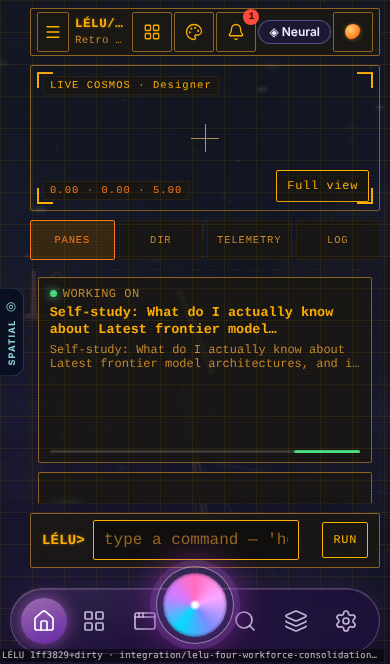 LÉLU/…
Retro …
1
◈ Neural
LIVE COSMOS · Designer
0.00 · 0.00 · 5.00
Full view
PANES
DIR
TELEMETRY
LOG
SPATIAL ◎
WORKING ON
Self-study: What do I actually know
about Latest frontier model…
Self-study: What do I actually know about
Latest frontier model architectures, and i…
LÉLU>
type a command — 'he
RUN
LÉLU 1ff3829+dirty · integration/lelu-four-workforce-consolidation…